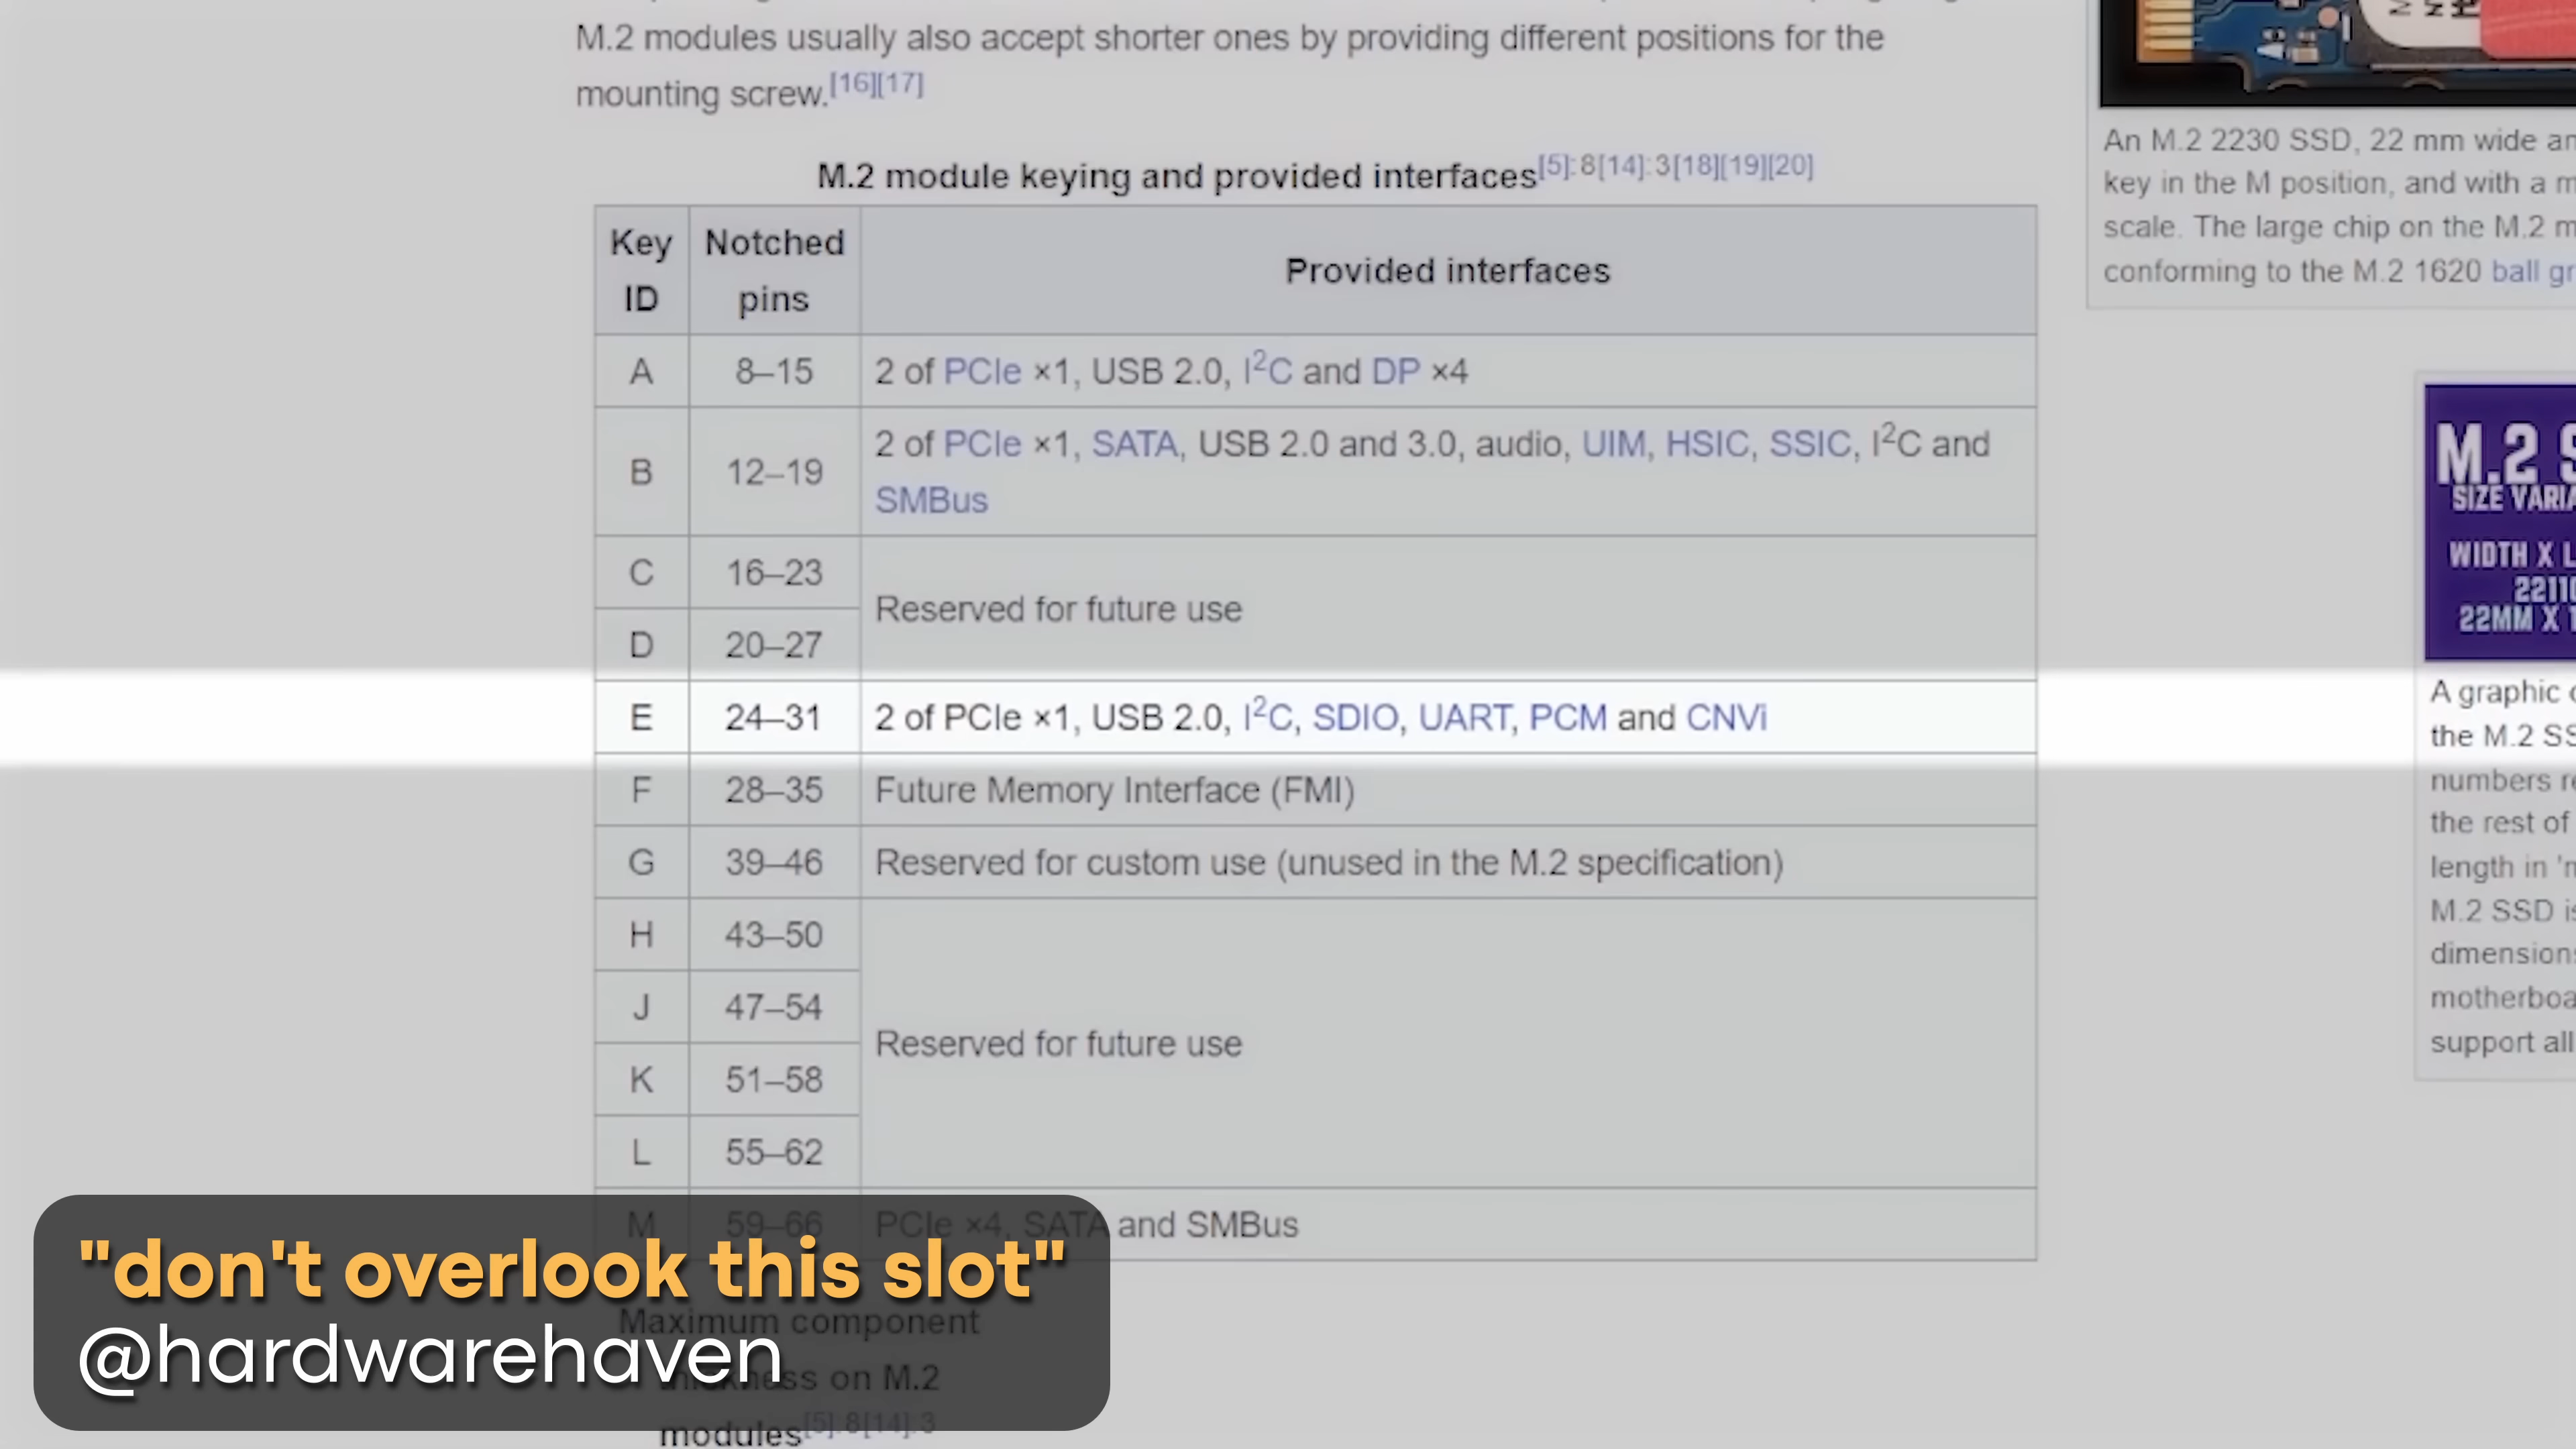 M.2 modules usually also accept shorter ones by providing different positions for the
mounting screw.[16][17]
M.2 module keying and provided interfaces[5]:8[14]:3[18][19][20]
Key ID Notched pins Provided interfaces
A 8–15 2 of PCIe ×1, USB 2.0, I2C and DP ×4
B 12–19 2 of PCIe ×1, SATA, USB 2.0 and 3.0, audio, UIM, HSIC, SSIC, I2C and
SMBus
C 16–23 Reserved for future use
D 20–27
E 24–31 2 of PCIe ×1, USB 2.0, I2C, SDIO, UART, PCM and CNVi
F 28–35 Future Memory Interface (FMI)
G 39–46 Reserved for custom use (unused in the M.2 specification)
H 43–50 Reserved for future use
J 47–54
K 51–58
L 55–62
M 59–66 PCIe ×4, SATA and SMBus
Maximum component
thickness on M.2
modules[5]:8[14]:3
"don't overlook this slot"
@hardwarehaven
An M.2 2230 SSD, 22 mm wide
key in the M position, and with a
scale. The large chip on the M.2
conforming to the M.2 1620 ball
M.2
SIZE
WIDTH X
22MM X
A graphic
the M.2
numbers
the rest of
length in
M.2 SSD
support all